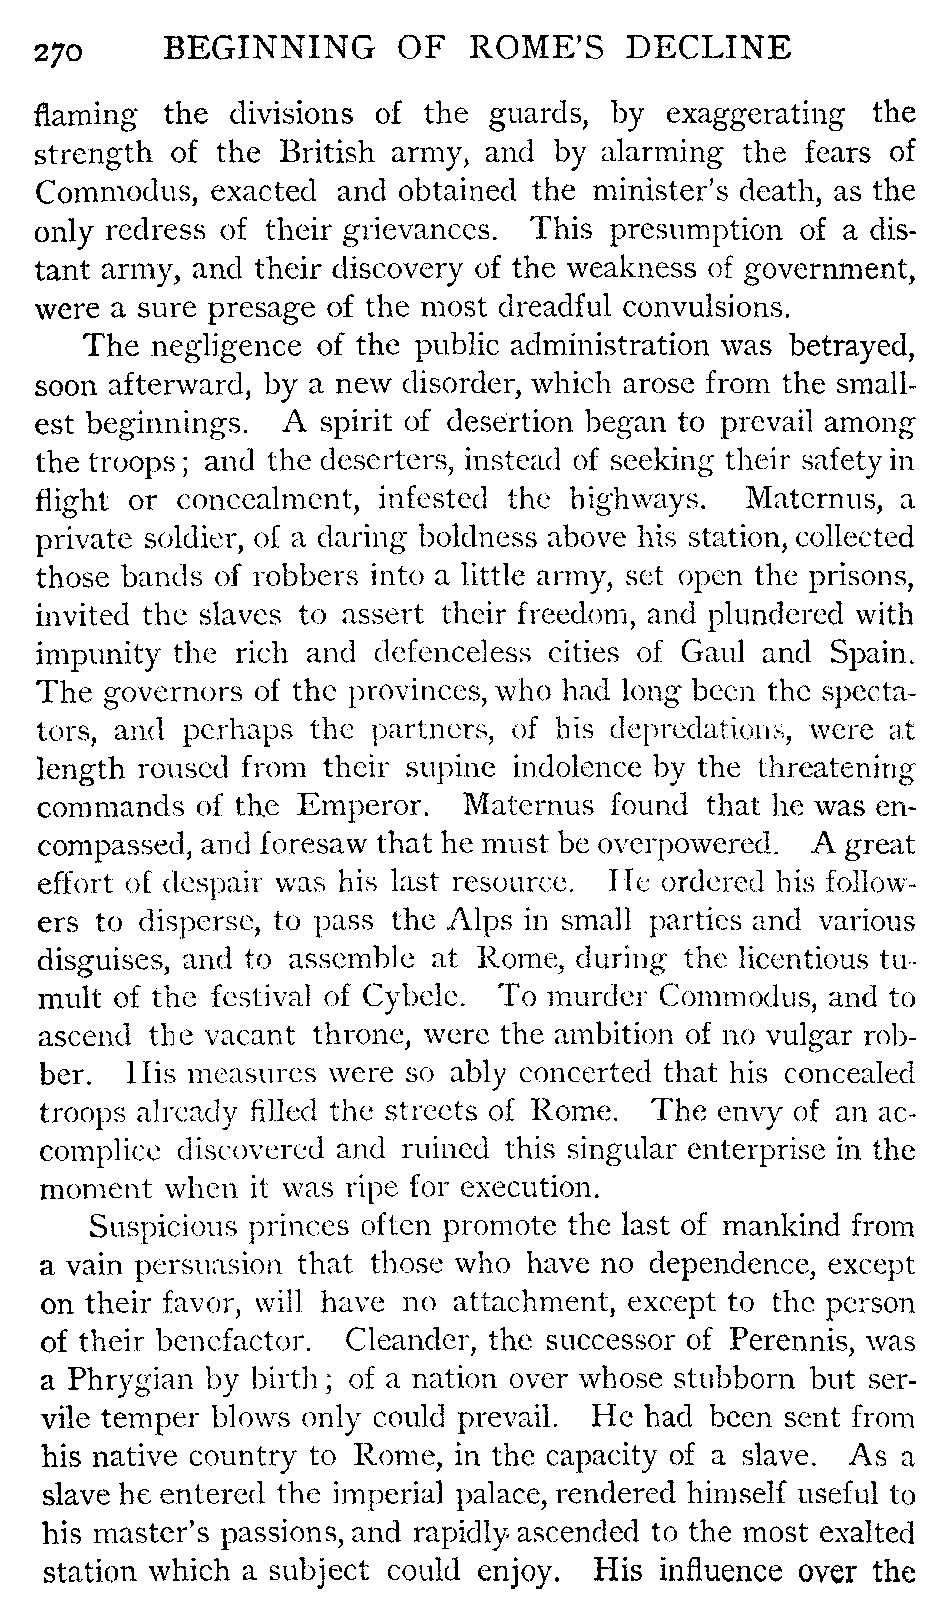 270 BEGINNING OF ROME'S DECLINE
flaming the divisions of the guards, by exaggerating the
strength of the British army, and by alarming the fears of
Commodus, exacted and obtained the minister's death, as the
only redress of their grievances. This presumption of a dis-
tant army, and their discovery of the weakness of government,
were a sure presage of the most dreadful convulsions.
The negligence of the public administration was betrayed,
soon afterward, by a new disorder, which arose from the small-
est beginnings. A spirit of desertion began to prevail among
the troops; and the deserters, instead of seeking their safety in
flight or concealment, infested the highways. Maternus, a
private soldier, of a daring boldness above his station, collected
those bands of robbers into a little army, set open the prisons,
invited the slaves to assert their freedom, and plundered with
impunity the rich and defenceless cities of Gaul and Spain.
The governors of the provinces, who had long been the specta-
tors, and perhaps the partners, of his depredations, were at
length roused from their supine indolence by the threatening
commands of the Emperor. Maternus found that he was en-
compassed, and foresaw that he must be overpowered. A great
effort of despair was his last resource. He ordered his follow-
ers to disperse, to pass the Alps in small parties and various
disguises, and to assemble at Rome, during the licentious tu-
mult of the festival of Cybele. To murder Commodus, and to
ascend the vacant throne, were the ambition of no vulgar rob-
ber. His measures were so ably concerted that his concealed
troops already filled the streets of Rome. The envy of an ac-
complice discovered and ruined this singular enterprise in the
moment when it was ripe for execution.
Suspicious princes often promote the last of mankind from
a vain persuasion that those who have no dependence, except
on their favor, will have no attachment, except to the person
of their benefactor. Cleander, the successor of Perennis, was
a Phrygian by birth; of a nation over whose stubborn but ser-
vile temper blows only could prevail. He had been sent from
his native country to Rome, in the capacity of a slave. As a
slave he entered the imperial palace, rendered himself useful to
his master's passions, and rapidly ascended to the most exalted
station which a subject could enjoy. His influence over the